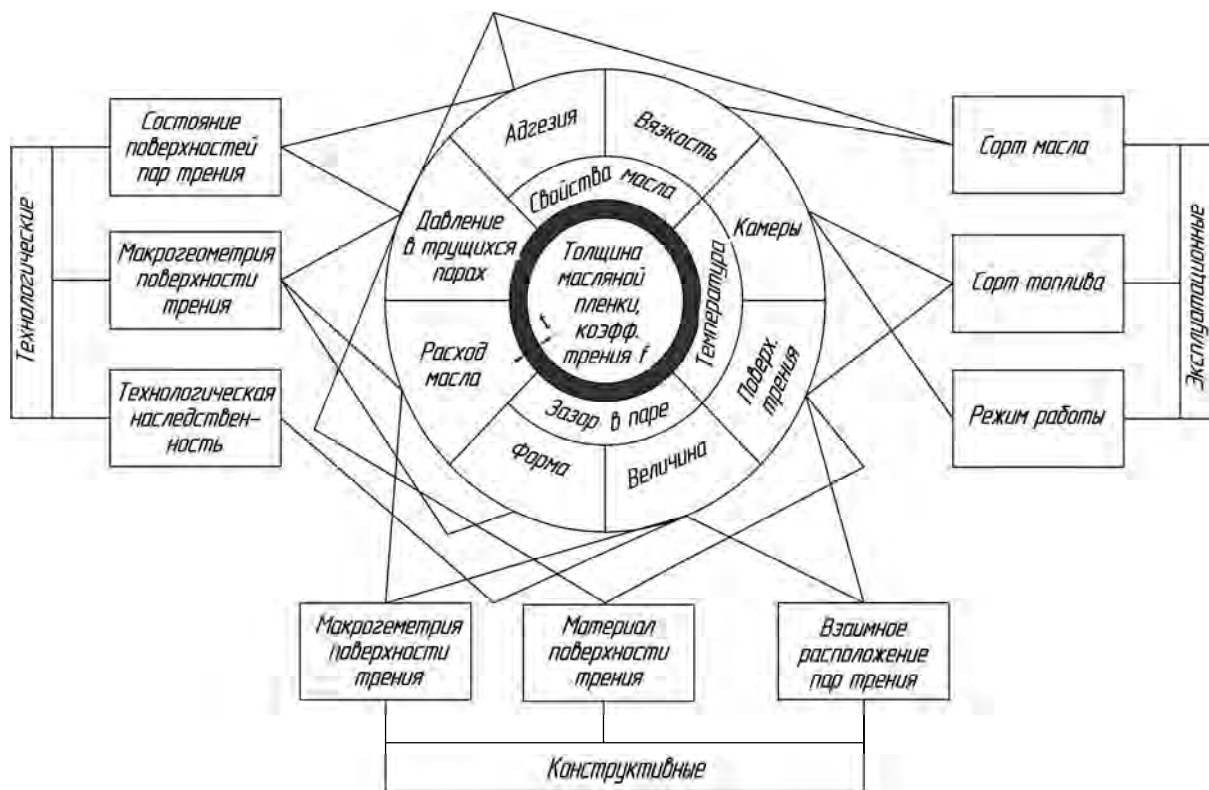 Состояние
поверхностей
пар трения
Макрогеометрия
поверхности
трения
Технологическая
наследствен-
ность
Технологические
Адгезия
Вязкость
Свойства масла
Давление
в трущихся
парах
Камеры
Температура
Толщина
масляной
пленки,
коэфф.
трения f
Расход
масла
Поверх.
трения
Зазар в паре
Форма
Величина
Сорт масла
Сорт топлива
Режим работы
Эксплуатационные
Макрогеметрия
поверхности
трения
Материал
поверхности
трения
Взаимное
расположение
пар трения
Конструктивные